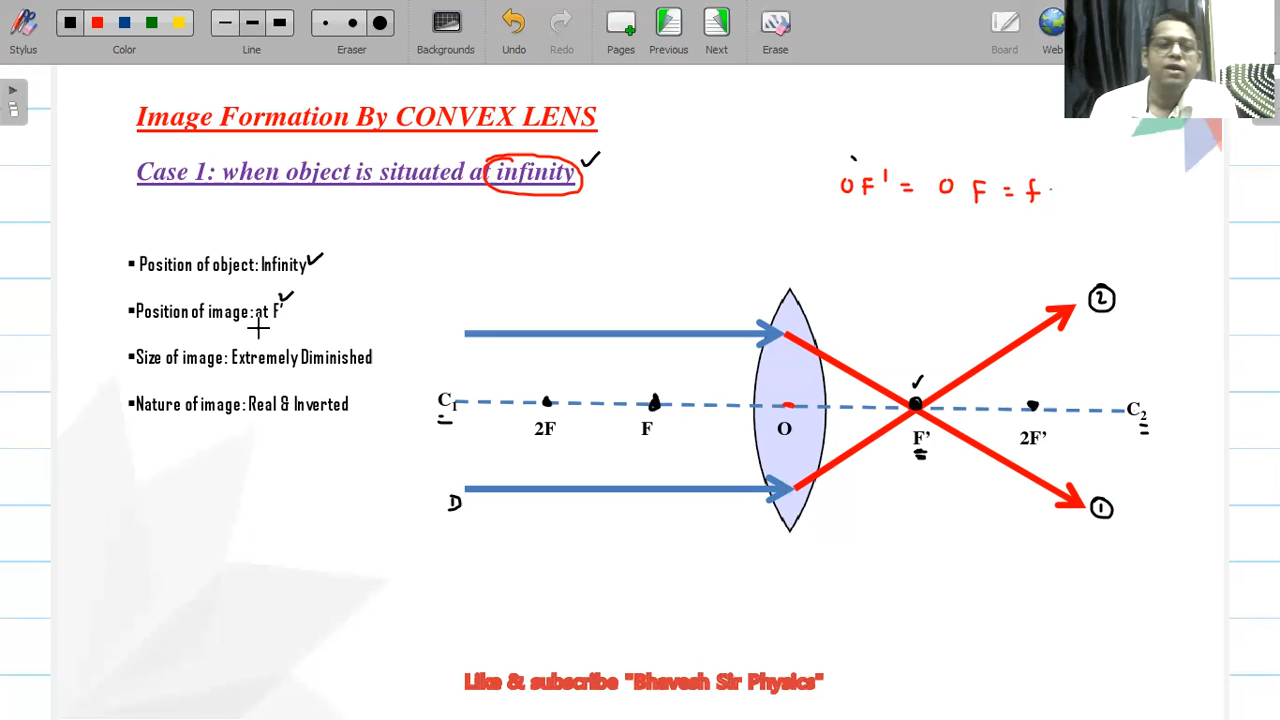 Stylus
Color
Line
Eraser
Backgrounds
Undo
Redo
Pages
Previous
Next
Erase
Board
Web
Image Formation By CONVEX LENS
Case 1: when object is situated at infinity
OF' = OF = f
▪ Position of object: Infinity
▪Position of image: at F'
▪Size of image: Extremely Diminished
▪Nature of image: Real & Inverted
2
C1
2F
F
O
F’
2F’
C2
D
1
Like & subscribe "Bhavesh Sir Physics"